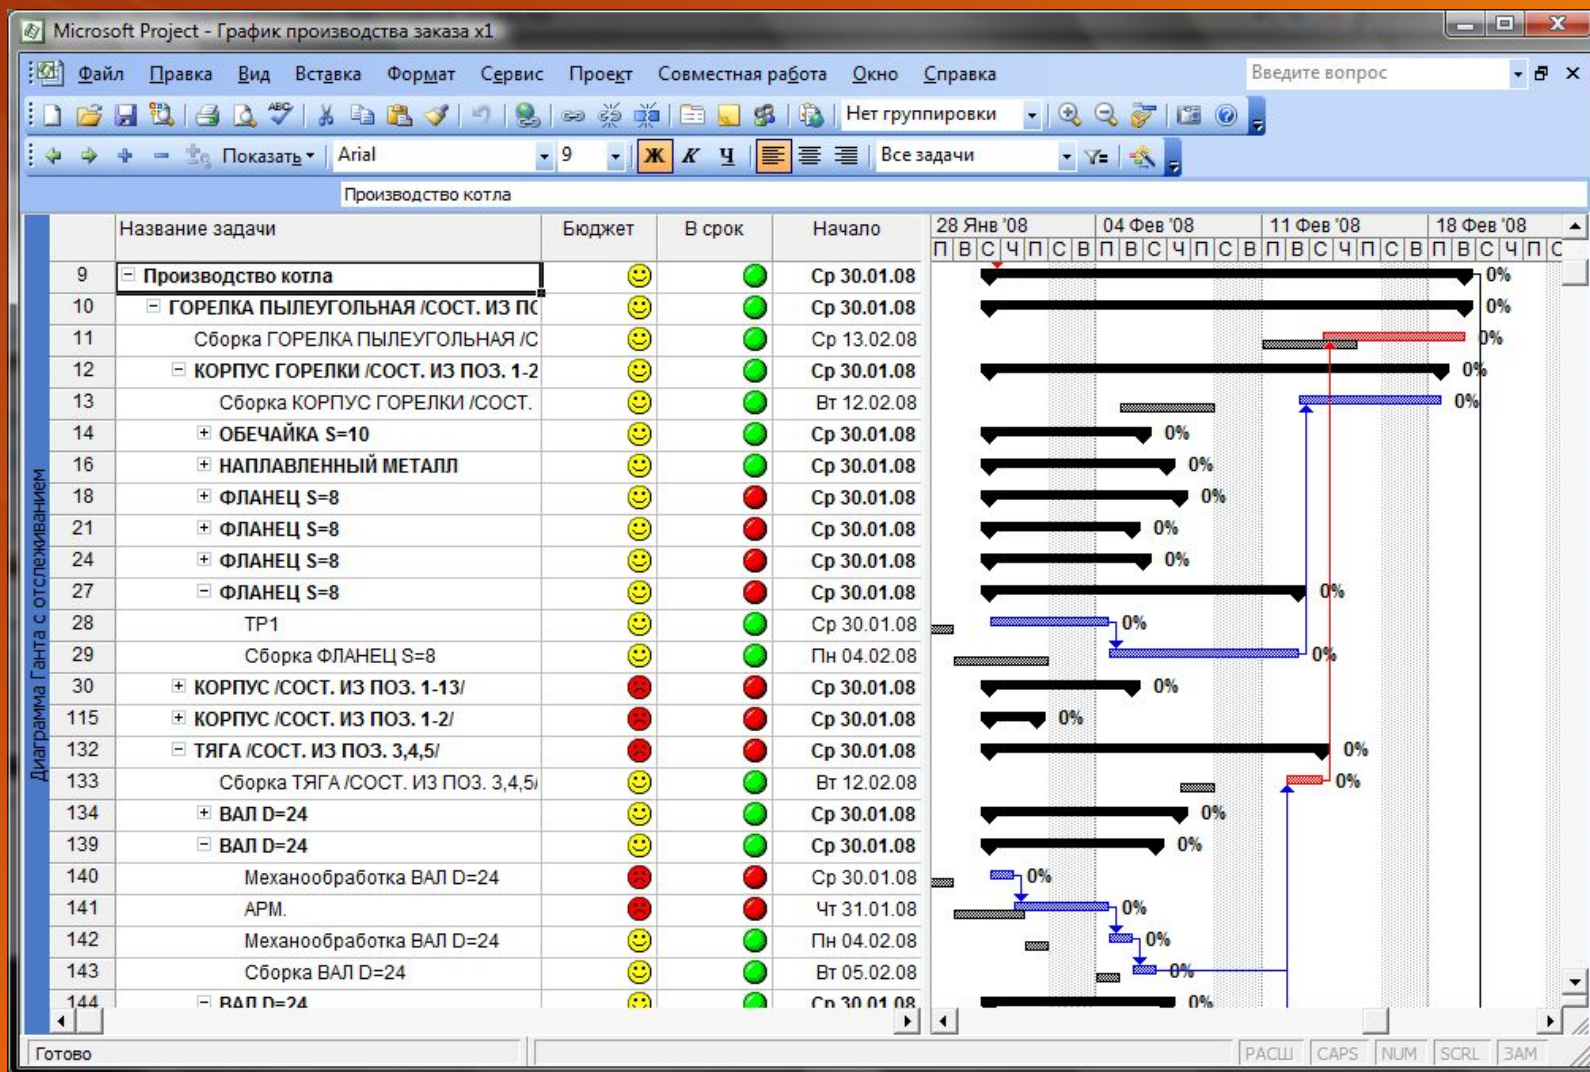 Microsoft Project - График производства заказа x1
Файл Правка Вид Вставка Формат Сервис Проект Совместная работа Окно Справка Введите вопрос
Нет группировки
Показать Arial 9 Ж К Ч Все задачи
Производство котла
Название задачи Бюджет В срок Начало 28 Янв '08 04 Фев '08 11 Фев '08 18 Фев '08
П В С Ч П С В П В С Ч П С В П В С Ч П С В П В С Ч П С
9 Производство котла Ср 30.01.08 0%
10 ГОРЕЛКА ПЫЛЕУГОЛЬНАЯ /СОСТ. ИЗ ПО Ср 30.01.08 0%
11 Сборка ГОРЕЛКА ПЫЛЕУГОЛЬНАЯ /С Ср 13.02.08 0%
12 КОРПУС ГОРЕЛКИ /СОСТ. ИЗ ПОЗ. 1-2 Ср 30.01.08 0%
13 Сборка КОРПУС ГОРЕЛКИ /СОСТ. Вт 12.02.08 0%
14 ОБЕЧАЙКА S=10 Ср 30.01.08 0%
16 НАПЛАВЛЕННЫЙ МЕТАЛЛ Ср 30.01.08 0%
18 ФЛАНЕЦ S=8 Ср 30.01.08 0%
21 ФЛАНЕЦ S=8 Ср 30.01.08 0%
24 ФЛАНЕЦ S=8 Ср 30.01.08 0%
27 ФЛАНЕЦ S=8 Ср 30.01.08 0%
28 ТР1 Ср 30.01.08 0%
29 Сборка ФЛАНЕЦ S=8 Пн 04.02.08 0%
30 КОРПУС /СОСТ. ИЗ ПОЗ. 1-13/ Ср 30.01.08 0%
115 КОРПУС /СОСТ. ИЗ ПОЗ. 1-2/ Ср 30.01.08 0%
132 ТЯГА /СОСТ. ИЗ ПОЗ. 3,4,5/ Ср 30.01.08 0%
133 Сборка ТЯГА /СОСТ. ИЗ ПОЗ. 3,4,5/ Вт 12.02.08 0%
134 ВАЛ D=24 Ср 30.01.08 0%
139 ВАЛ D=24 Ср 30.01.08 0%
140 Механообработка ВАЛ D=24 Ср 30.01.08 0%
141 АРМ. Чт 31.01.08 0%
142 Механообработка ВАЛ D=24 Пн 04.02.08 0%
143 Сборка ВАЛ D=24 Вт 05.02.08 0%
144 ВАЛ D=24 Ср 30.01.08 0%
Диаграмма Ганта с отслеживанием
Готово РАСШ CAPS NUM SCRL ЗАМ